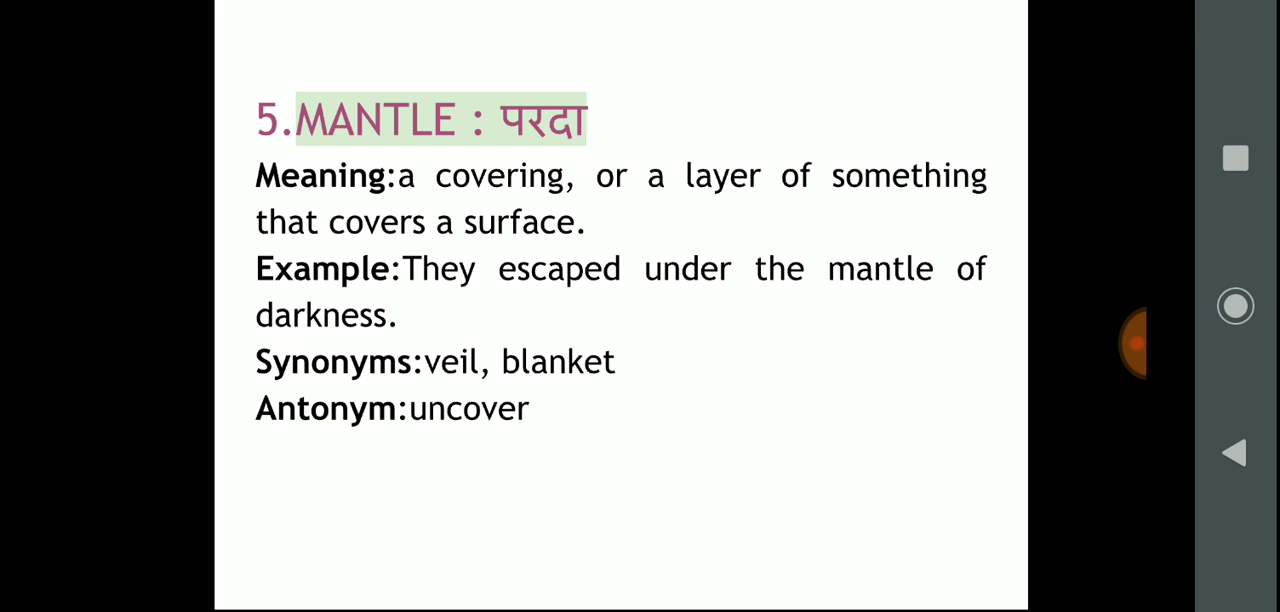 5.MANTLE : परदा
Meaning:a covering, or a layer of something
that covers a surface.
Example:They escaped under the mantle of
darkness.
Synonyms:veil, blanket
Antonym:uncover